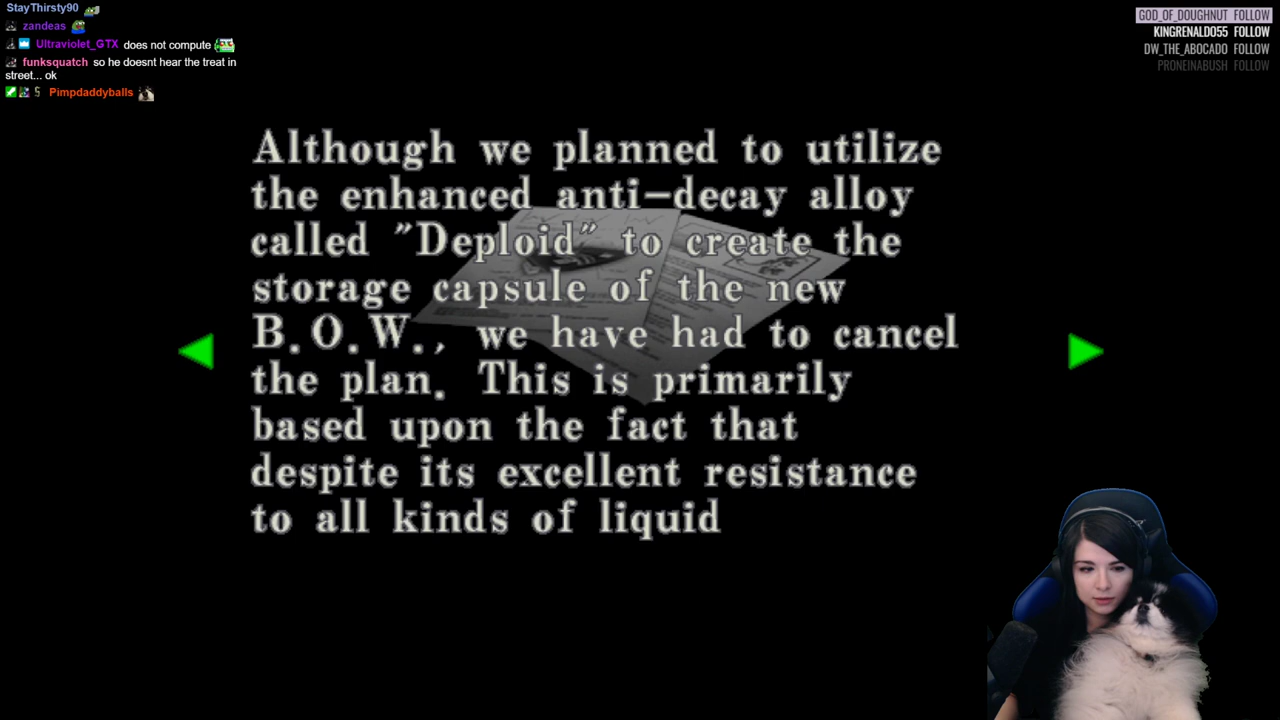 StayThirsty90
zandeas
Ultraviolet_GTX does not compute
funksquatch so he doesnt hear the treat in
street... ok
Pimpdaddyballs
GOD_OF_DOUGHNUT FOLLOW
KINGRENALDO55 FOLLOW
DW_THE_ABOCADO FOLLOW
PRONEINABUSH FOLLOW
Although we planned to utilize
the enhanced anti-decay alloy
called "Deploid" to create the
storage capsule of the new
B.O.W., we have had to cancel
the plan. This is primarily
based upon the fact that
despite its excellent resistance
to all kinds of liquid